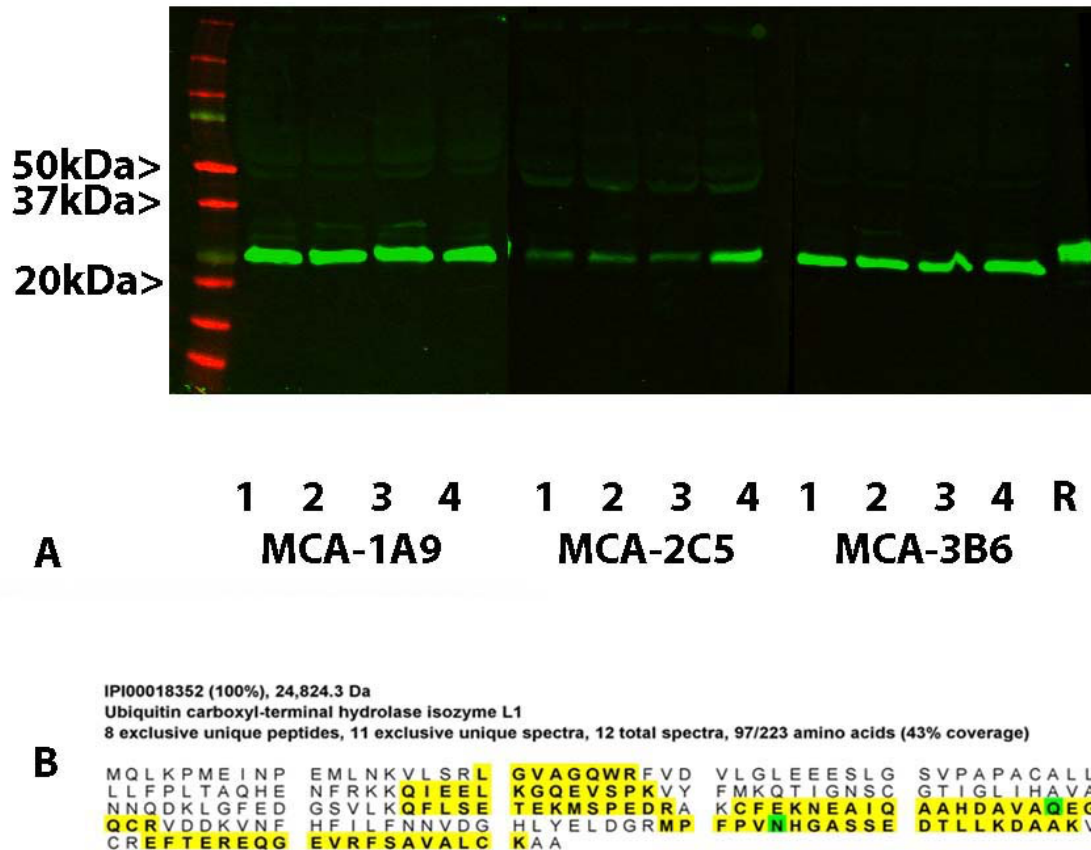 50kDa>
37kDa>
20kDa>
1 2 3 4 1 2 3 4 1 2 3 4 R
A MCA-1A9 MCA-2C5 MCA-3B6
IPI00018352 (100%), 24,824.3 Da
Ubiquitin carboxyl-terminal hydrolase isozyme L1
8 exclusive unique peptides, 11 exclusive unique spectra, 12 total spectra, 97/223 amino acids (43% coverage)
B
MQLKPMEINP EMLNKVLSRL GVAGQWRFVD VLGLEEESLG SVPAPACALL
LLFPLTAQHE NFRKKQIEEL KGQEVSPKVY FMKQTIGNSC GTIGLIHAVA
NNQDKLGFED GSVLKQFLSE TEKMSPEDRA KCFEKNEAIQ AAHDAVAQEG
QCRVDDKVNF HFILFNNVDG HLYELDGRMP FPVNHGASSE DTLLKDAAKV
CREFTEREQG EVRFSAVALC KAA